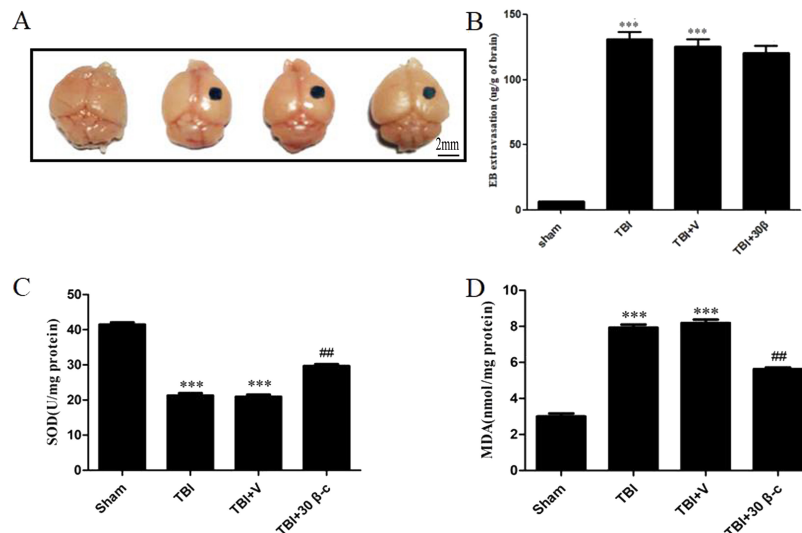 A
2mm
B
EB extravasation (ug/g of brain)
150
100
50
0
***
***
sham
TBI
TBI+V
TBI+30β
C
SOD(U/mg protein)
50
40
30
20
10
0
***
***
##
Sham
TBI
TBI+V
TBI+30 β-c
D
MDA(nmol/mg protein)
10
8
6
4
2
0
***
***
##
Sham
TBI
TBI+V
TBI+30 β-c